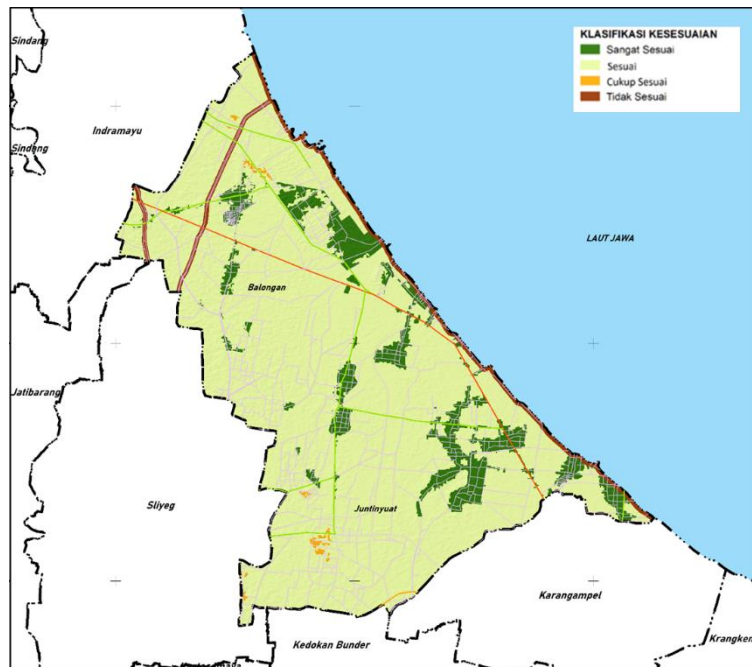 Sindang
KLASIFIKASI KESESUAIAN
Sangat Sesuai
Sesuai
Cukup Sesuai
Tidak Sesuai
Indramayu
Sindang
LAUT JAWA
Balongan
Jatibarang
Sliyeg
Juntinyuat
Karangampel
Kedokan Bunder
Krangken